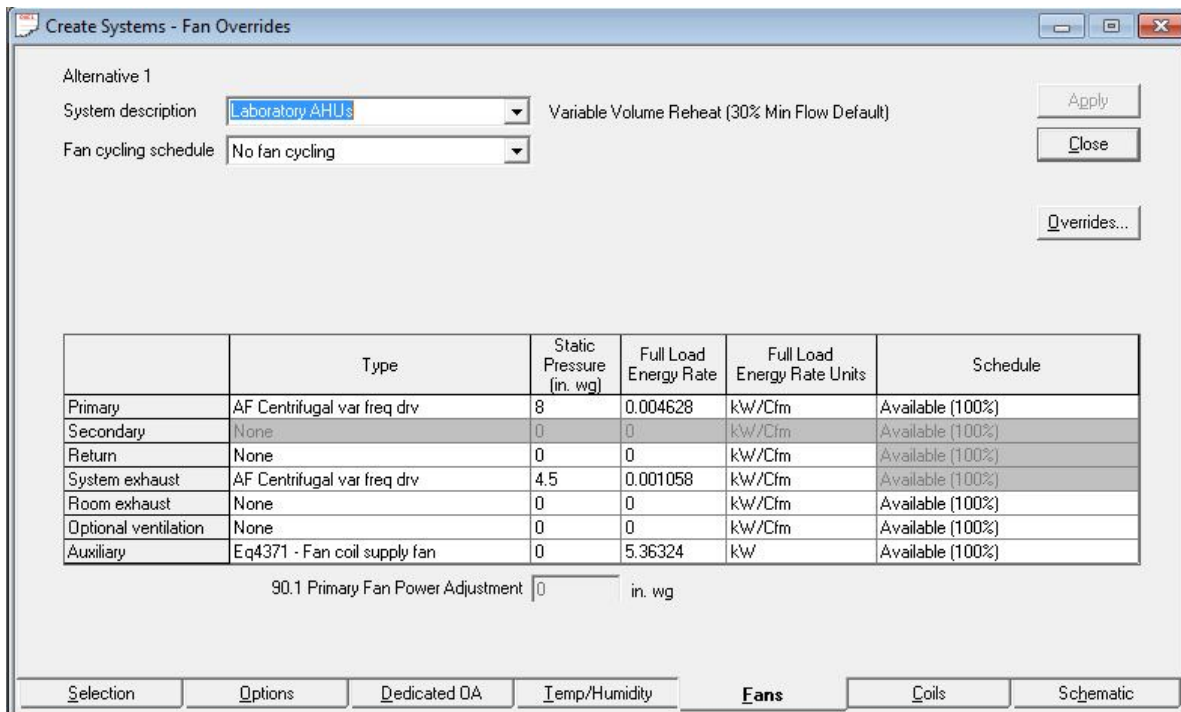 Create Systems - Fan Overrides
Alternative 1
System description Laboratory AHUs Variable Volume Reheat (30% Min Flow Default) Apply
Fan cycling schedule No fan cycling Close
Overrides...
Type Static Pressure (in. wg) Full Load Energy Rate Full Load Energy Rate Units Schedule
Primary AF Centrifugal var freq drv 8 0.004628 kW/Cfm Available (100%)
Secondary None 0 0 kW/Cfm Available (100%)
Return None 0 0 kW/Cfm Available (100%)
System exhaust AF Centrifugal var freq drv 4.5 0.001058 kW/Cfm Available (100%)
Room exhaust None 0 0 kW/Cfm Available (100%)
Optional ventilation None 0 0 kW/Cfm Available (100%)
Auxiliary Eq4371 - Fan coil supply fan 0 5.36324 kW Available (100%)
90.1 Primary Fan Power Adjustment 0 in. wg
Selection Options Dedicated OA Temp/Humidity Fans Coils Schematic